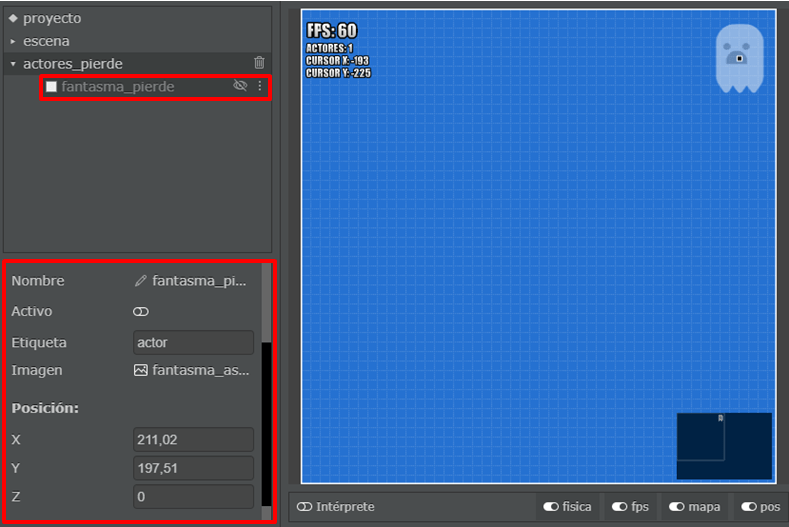 proyecto
escena
actores_pierde
fantasma_pierde
Nombre fantasma_pi...
Activo
Etiqueta actor
Imagen fantasma_as...
Posición:
X 211,02
Y 197,51
Z 0
FPS: 60
ACTORES: 1
CURSOR X: -193
CURSOR Y: -225
Intérprete física fps mapa pos